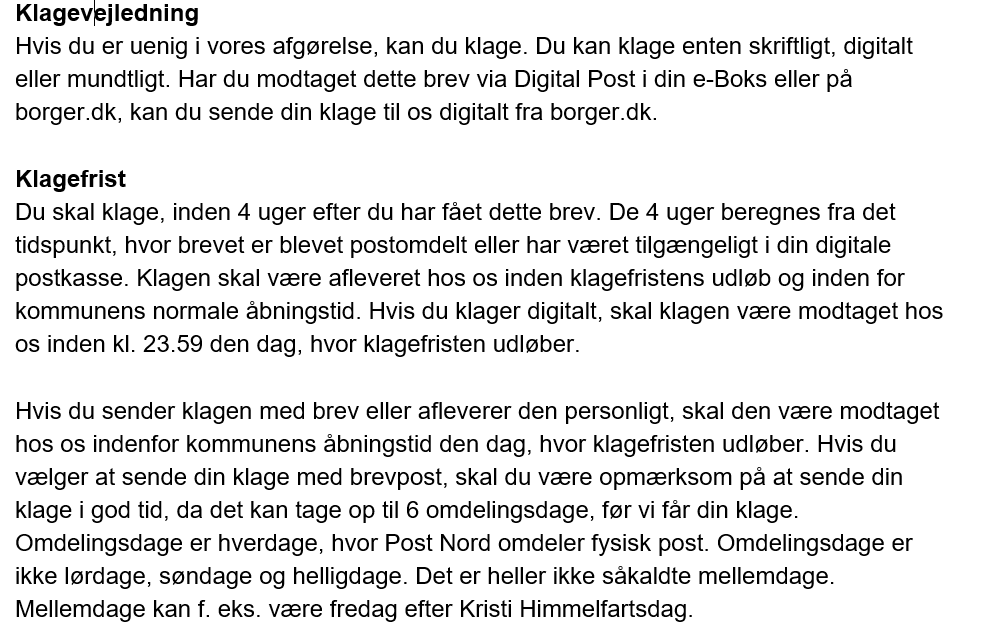 Klagevejledning
Hvis du er uenig i vores afgørelse, kan du klage. Du kan klage enten skriftligt, digitalt
eller mundtligt. Har du modtaget dette brev via Digital Post i din e-Boks eller på
borger.dk, kan du sende din klage til os digitalt fra borger.dk.
Klagefrist
Du skal klage, inden 4 uger efter du har fået dette brev. De 4 uger beregnes fra det
tidspunkt, hvor brevet er blevet postomdelt eller har været tilgængeligt i din digitale
postkasse. Klagen skal være afleveret hos os inden klagefristens udløb og inden for
kommunens normale åbningstid. Hvis du klager digitalt, skal klagen være modtaget hos
os inden kl. 23.59 den dag, hvor klagefristen udløber.
Hvis du sender klagen med brev eller afleverer den personligt, skal den være modtaget
hos os indenfor kommunens åbningstid den dag, hvor klagefristen udløber. Hvis du
vælger at sende din klage med brevpost, skal du være opmærksom på at sende din
klage i god tid, da det kan tage op til 6 omdelingsdage, før vi får din klage.
Omdelingsdage er hverdage, hvor Post Nord omdeler fysisk post. Omdelingsdage er
ikke lørdage, søndage og helligdage. Det er heller ikke såkaldte mellemdage.
Mellemdage kan f. eks. være fredag efter Kristi Himmelfartsdag.